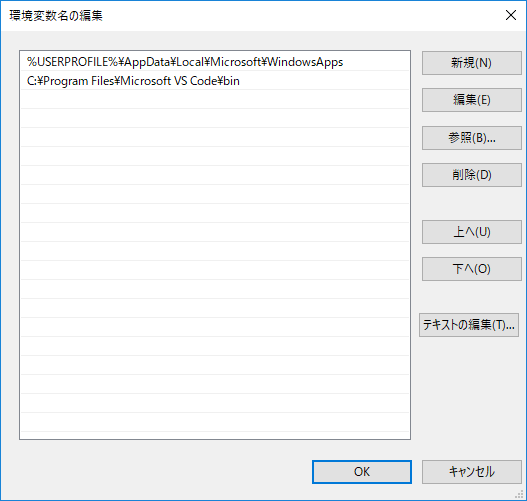 環境変数名の編集
%USERPROFILE%¥AppData¥Local¥Microsoft¥WindowsApps
C:¥Program Files¥Microsoft VS Code¥bin
新規(N)
編集(E)
参照(B)...
削除(D)
上へ(U)
下へ(O)
テキストの編集(T)...
OK
キャンセル